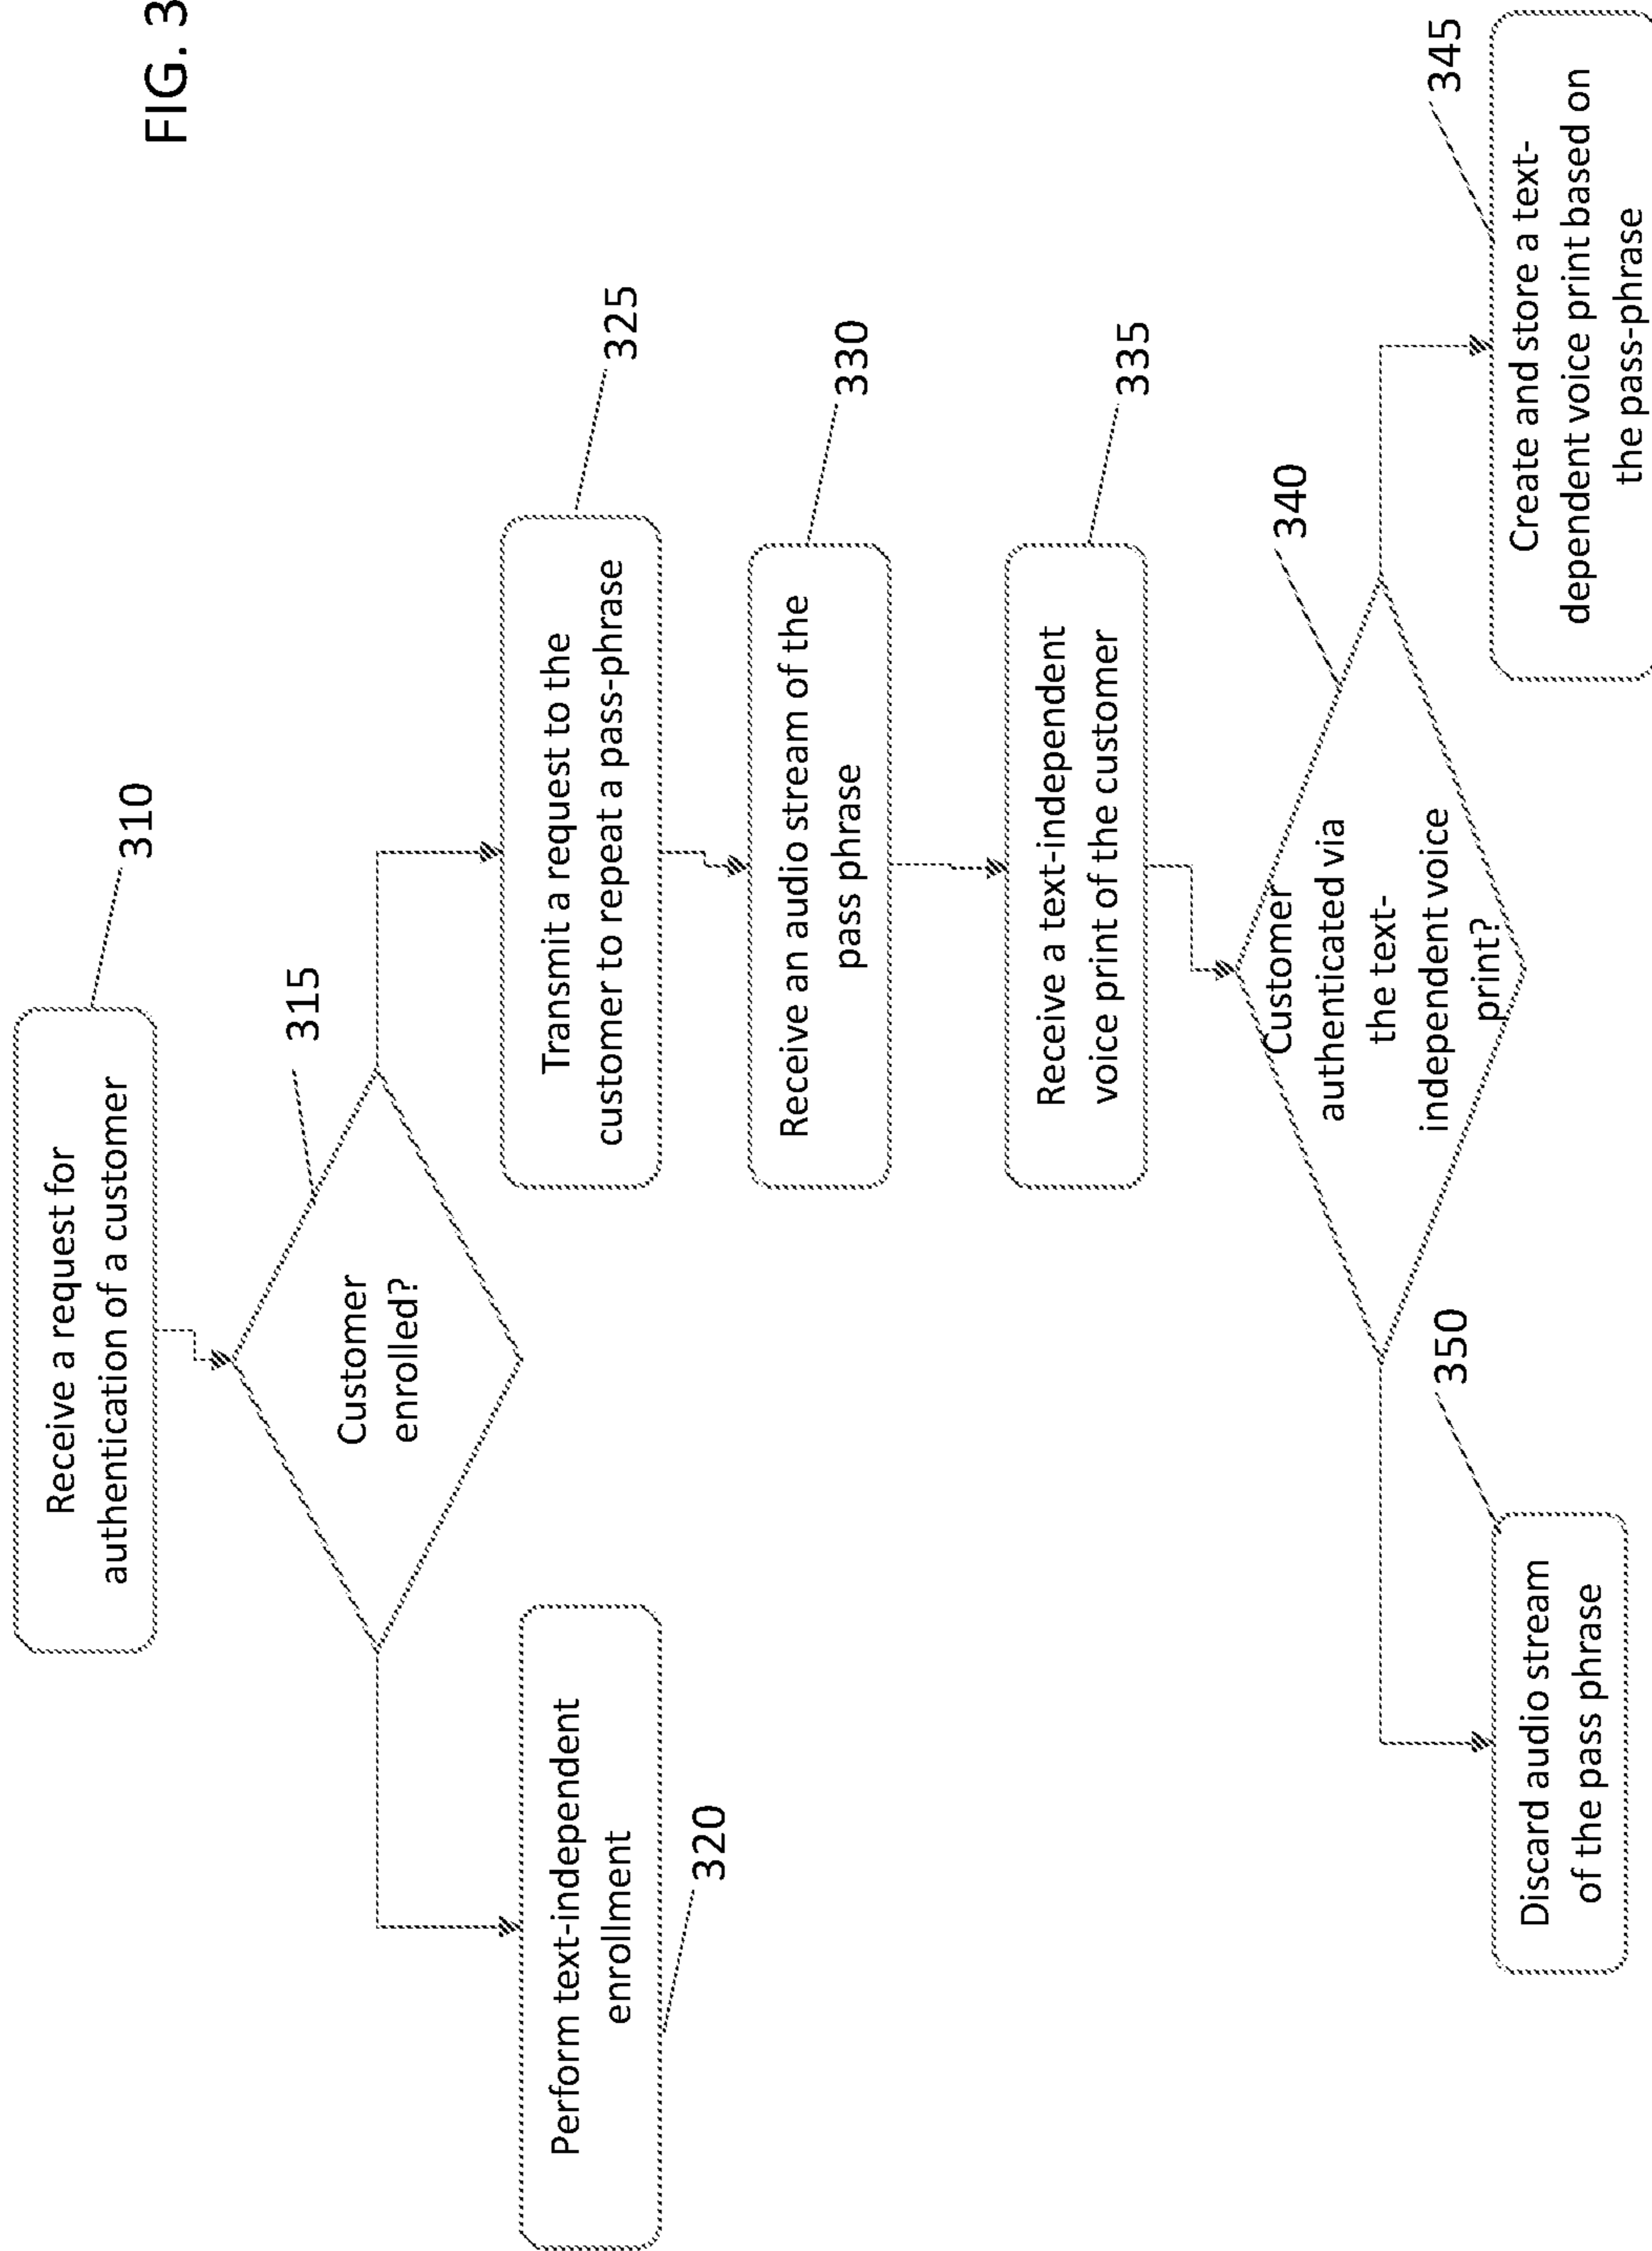 FIG. 3
310
Receive a request for
authentication of a customer
315
Customer
enrolled?
Perform text-independent
enrollment
320
325
Transmit a request to the
customer to repeat a pass-phrase
330
Receive an audio stream of the
pass phrase
335
Receive a text-independent
voice print of the customer
340
Customer
authenticated via
the text-
independent voice
print?
350
Discard audio stream
of the pass phrase
345
Create and store a text-
dependent voice print based on
the pass-phrase